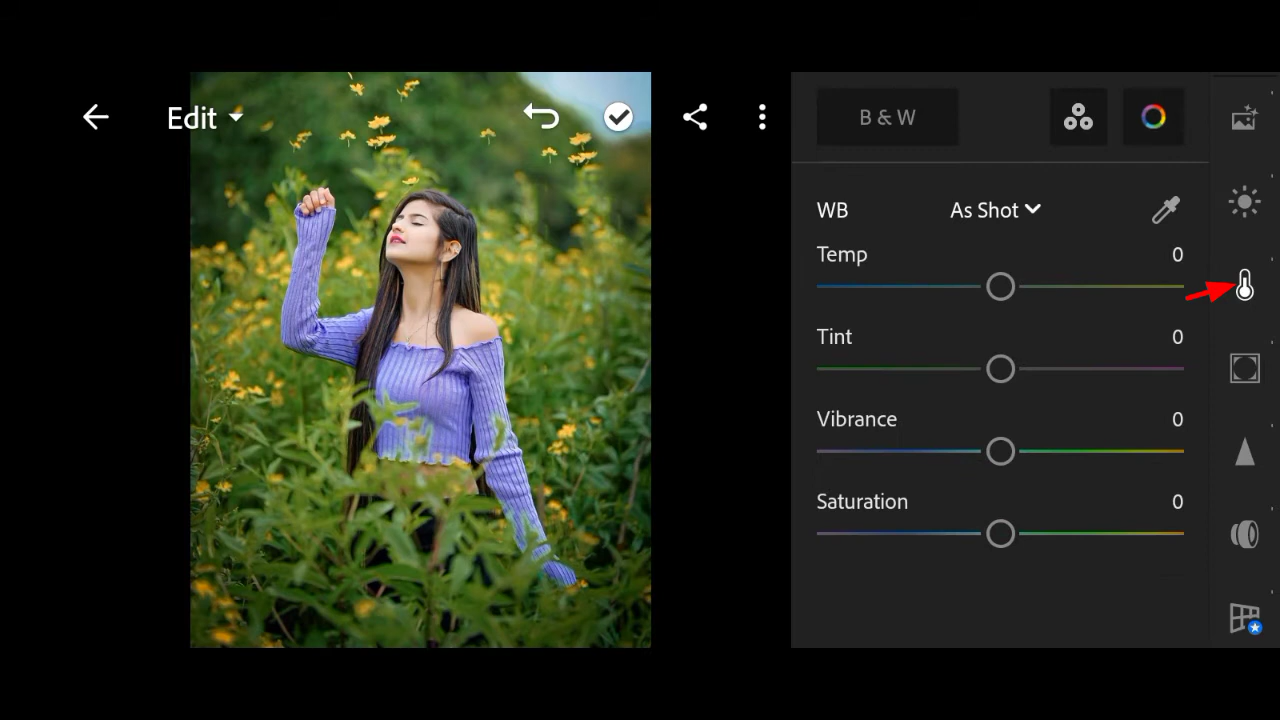 Edit
B & W
WB As Shot
Temp 0
Tint 0
Vibrance 0
Saturation 0